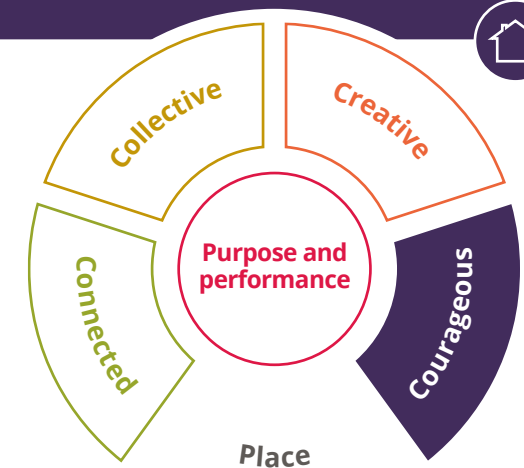 Collective
Creative
Purpose and
performance
Connected
Courageous
Place